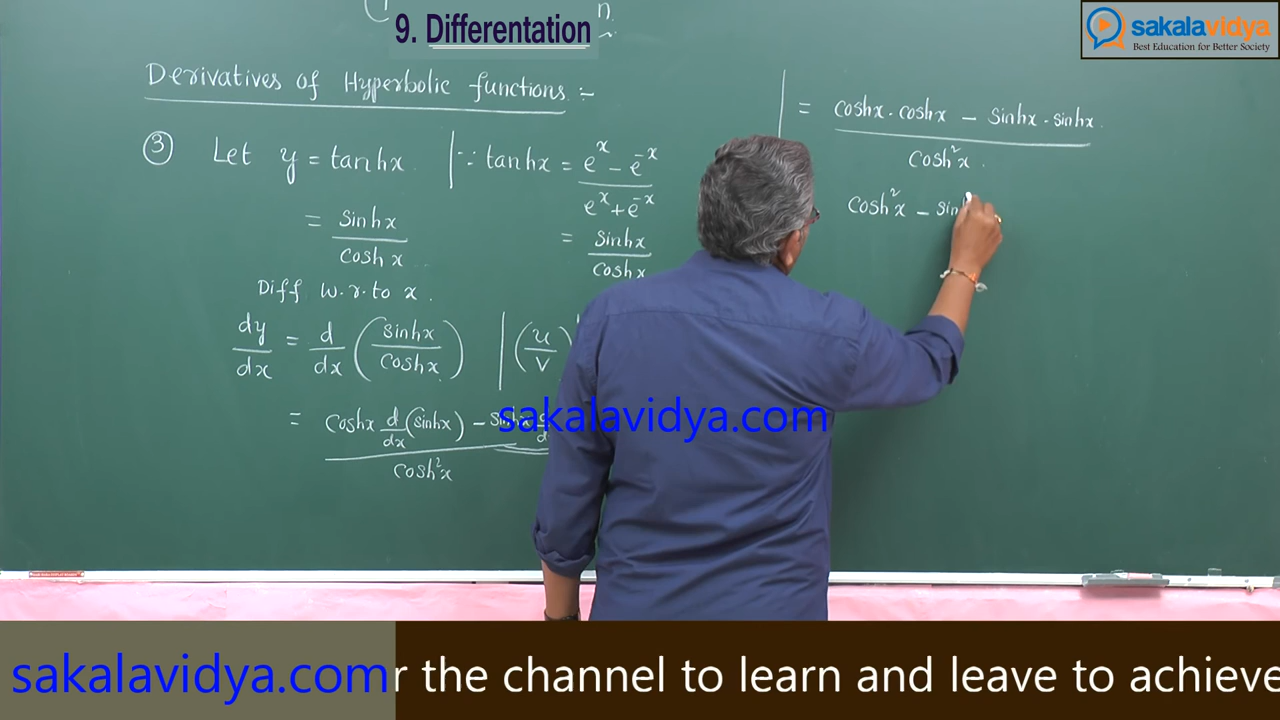 9. Differentation
sakalavidya
Best Education for Better Society
Derivatives of Hyperbolic functions :-
③ Let y = tanhx | ∵ tanhx = e^x - e^-x / e^x + e^-x
= sinhx / coshx
= sinhx / coshx
Diff w.r.to x.
dy/dx = d/dx (sinhx / coshx) | (u/v)
= coshx d/dx (sinhx) - sinhx d / cosh²x
= coshx . coshx - sinhx . sinhx / cosh²x .
cosh²x - sin
sakalavidya.com
sakalavidya.com
r the channel to learn and leave to achieve